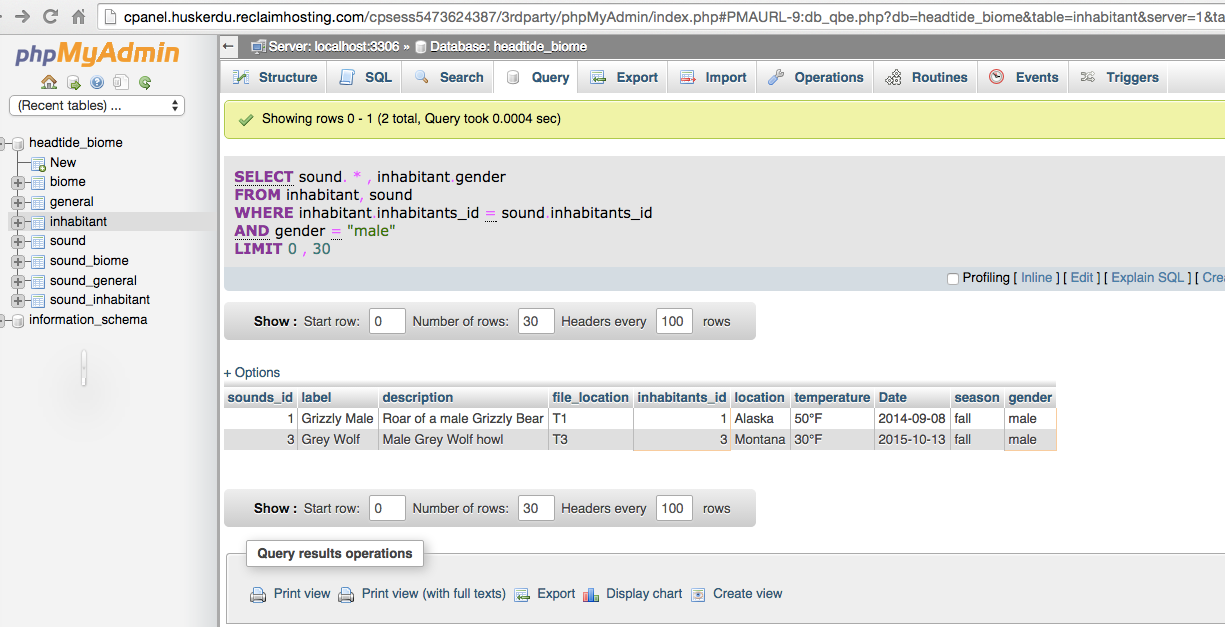 cpanel.huskerdu.reclaimhosting.com/cpsess5473624387/3rdparty/phpMyAdmin/index.php#PMAURL-9:db_qbe.php?db=headtide_biome&table=inhabitant&server=1&ta
phpMyAdmin
(Recent tables) ...
headtide_biome
New
biome
general
inhabitant
sound
sound_biome
sound_general
sound_inhabitant
information_schema
Server: localhost:3306 » Database: headtide_biome
Structure SQL Search Query Export Import Operations Routines Events Triggers
Showing rows 0 - 1 (2 total, Query took 0.0004 sec)
SELECT sound. * , inhabitant.gender
FROM inhabitant, sound
WHERE inhabitant.inhabitants_id = sound.inhabitants_id
AND gender = "male"
LIMIT 0 , 30
Profiling [ Inline ] [ Edit ] [ Explain SQL ] [ Cre
Show : Start row: 0 Number of rows: 30 Headers every 100 rows
+ Options
sounds_id label description file_location inhabitants_id location temperature Date season gender
1 Grizzly Male Roar of a male Grizzly Bear T1 1 Alaska 50°F 2014-09-08 fall male
3 Grey Wolf Male Grey Wolf howl T3 3 Montana 30°F 2015-10-13 fall male
Show : Start row: 0 Number of rows: 30 Headers every 100 rows
Query results operations
Print view Print view (with full texts) Export Display chart Create view